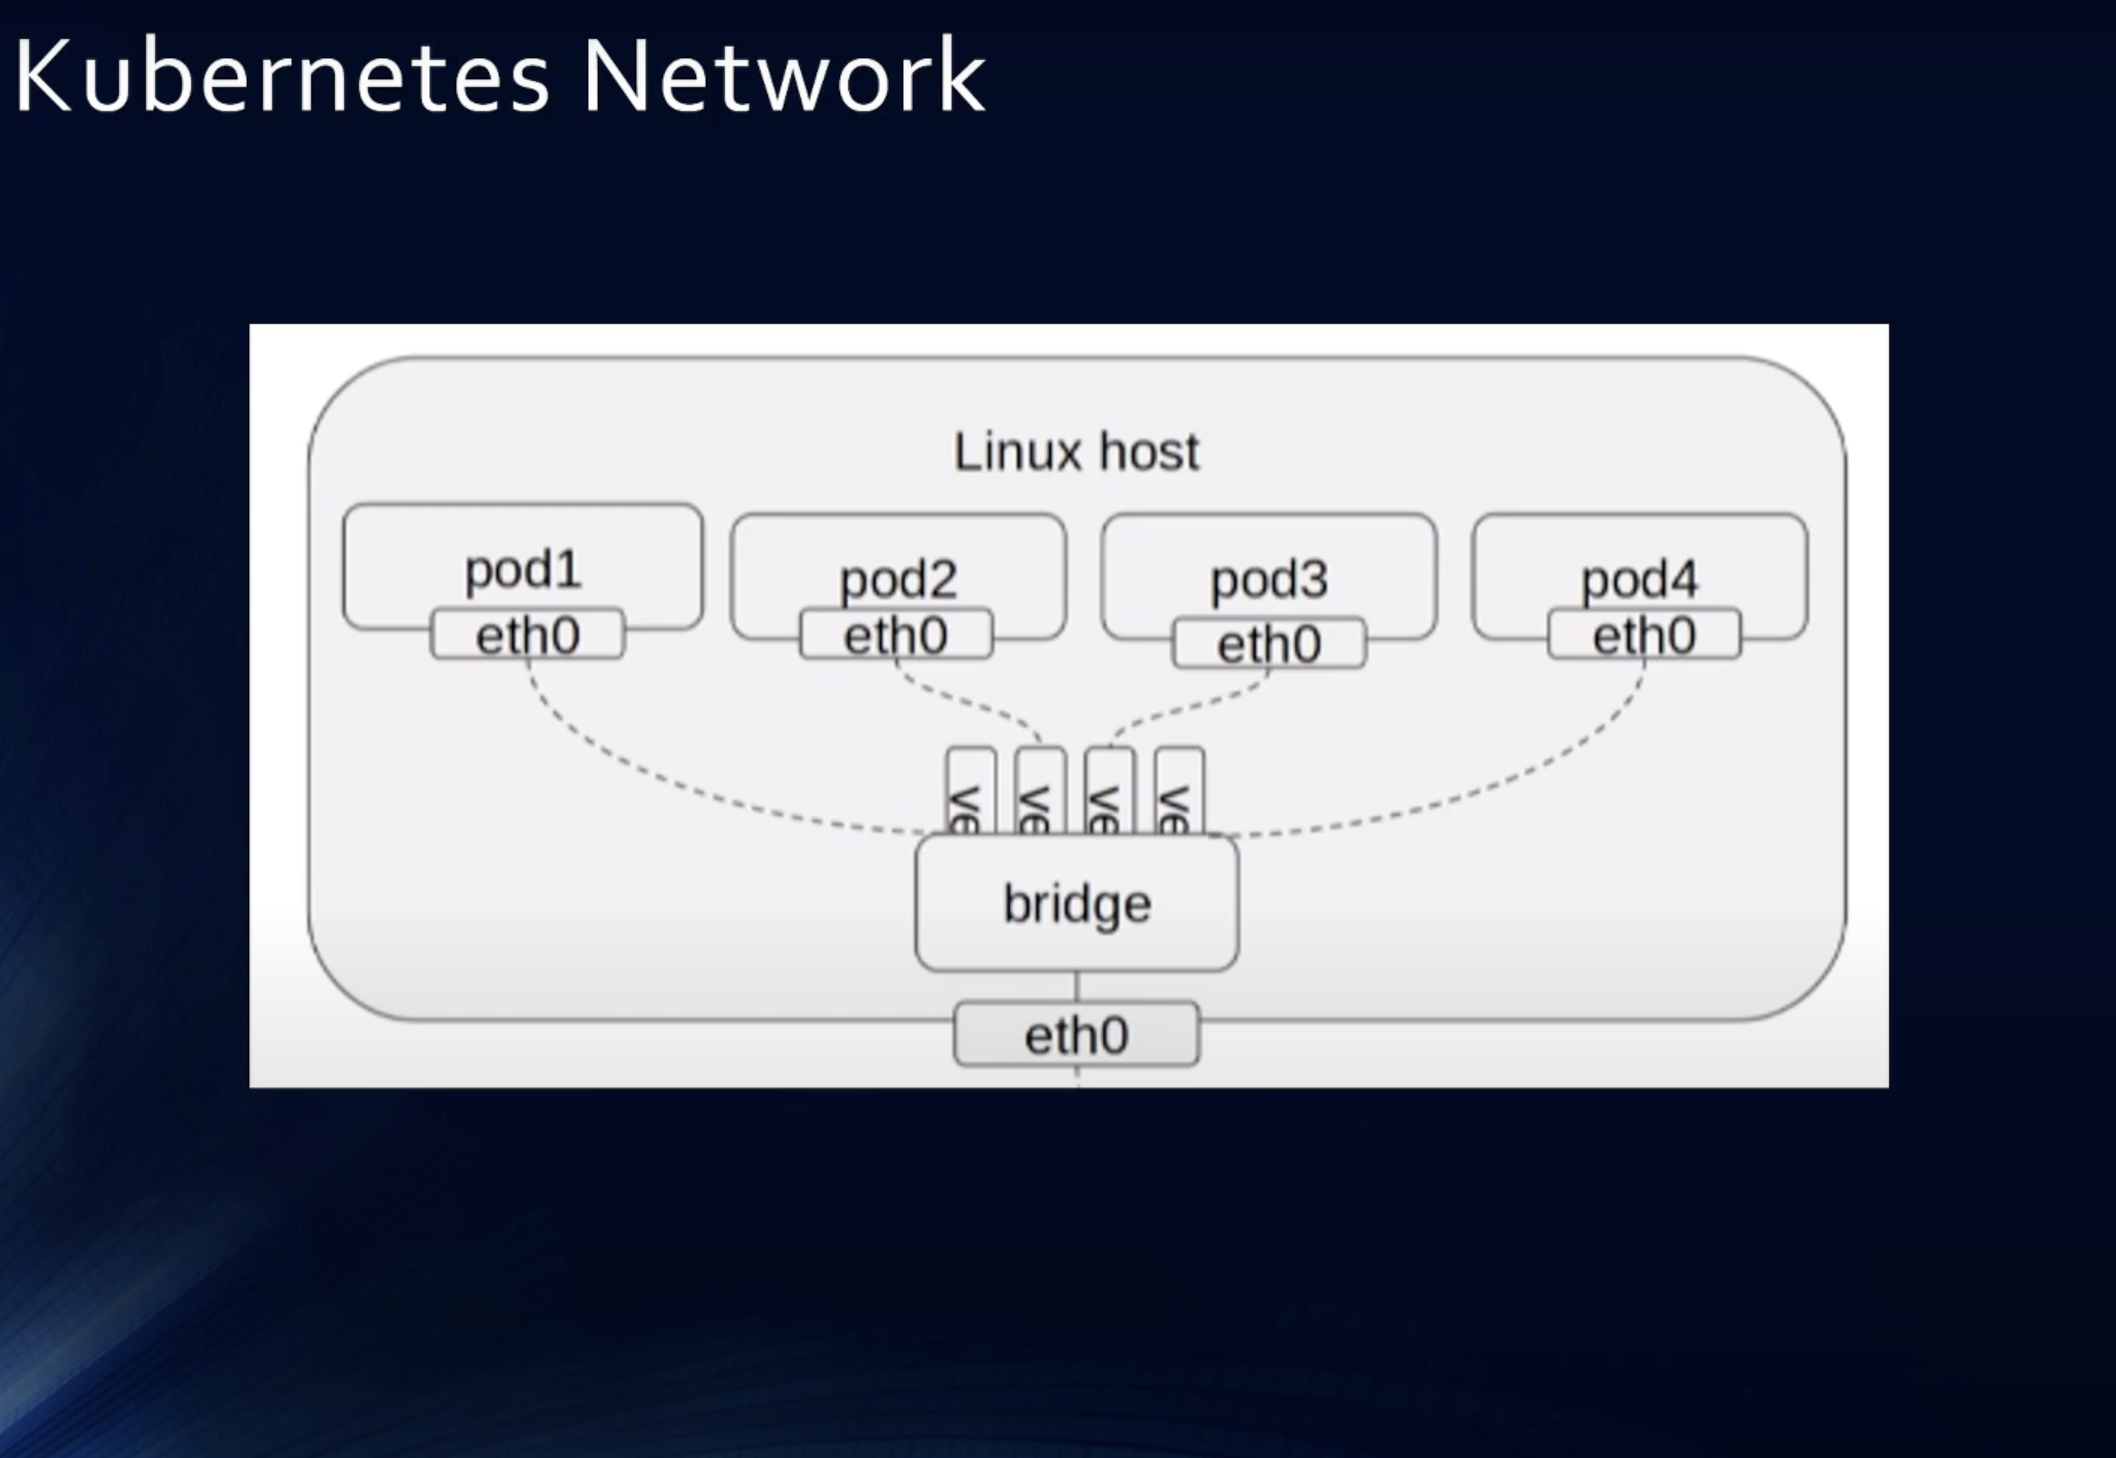 Kubernetes Network
Linux host
pod1
pod2
pod3
pod4
eth0
eth0
eth0
eth0
ve
ve
ve
ve
bridge
eth0